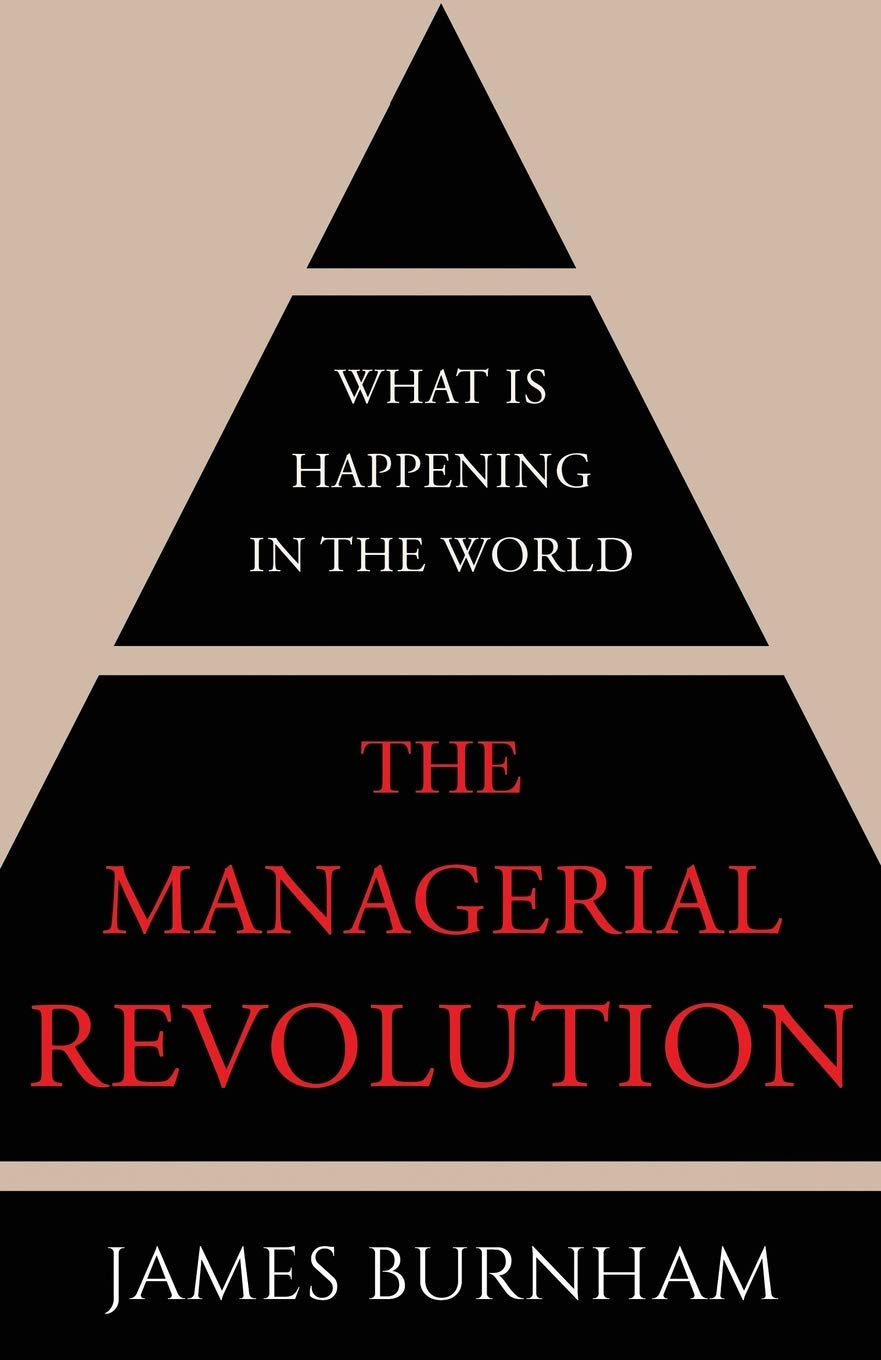 WHAT IS
HAPPENING
IN THE WORLD
THE
MANAGERIAL
REVOLUTION
JAMES BURNHAM